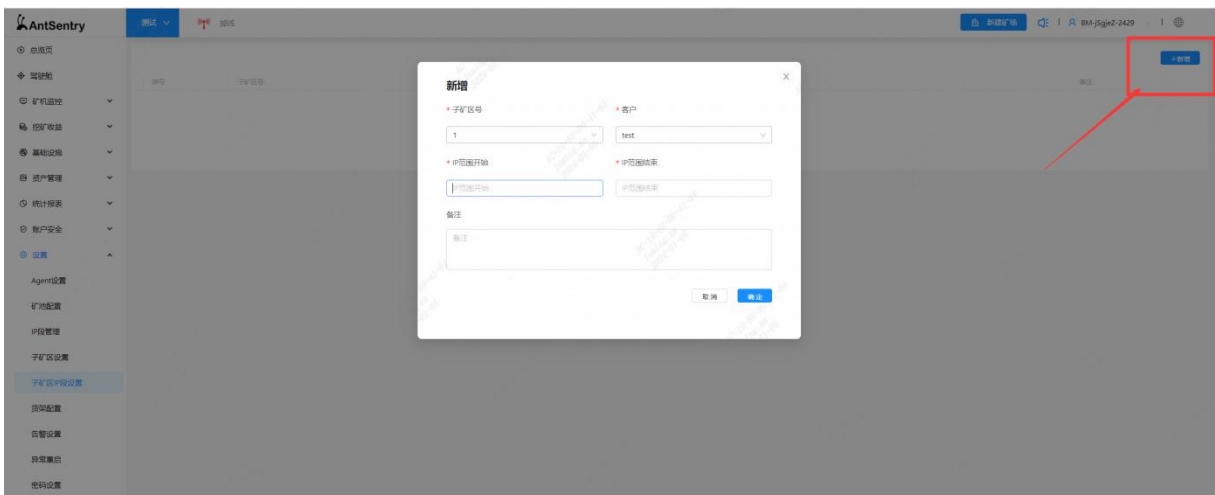 AntSentry
测试
新建矿场
BM-jSgjeZ-2429
总览页
驾驶舱
矿机监控
挖矿收益
基础设施
资产管理
统计报表
账户安全
设置
Agent设置
矿池配置
IP段管理
子矿区设置
子矿区IP段设置
货架配置
告警设置
异常重启
密码设置
+新增
序号
子矿区号
备注
新增
* 子矿区号
* 客户
1
test
* IP范围开始
* IP范围结束
IP范围开始
IP范围结束
备注
备注
取消
确定